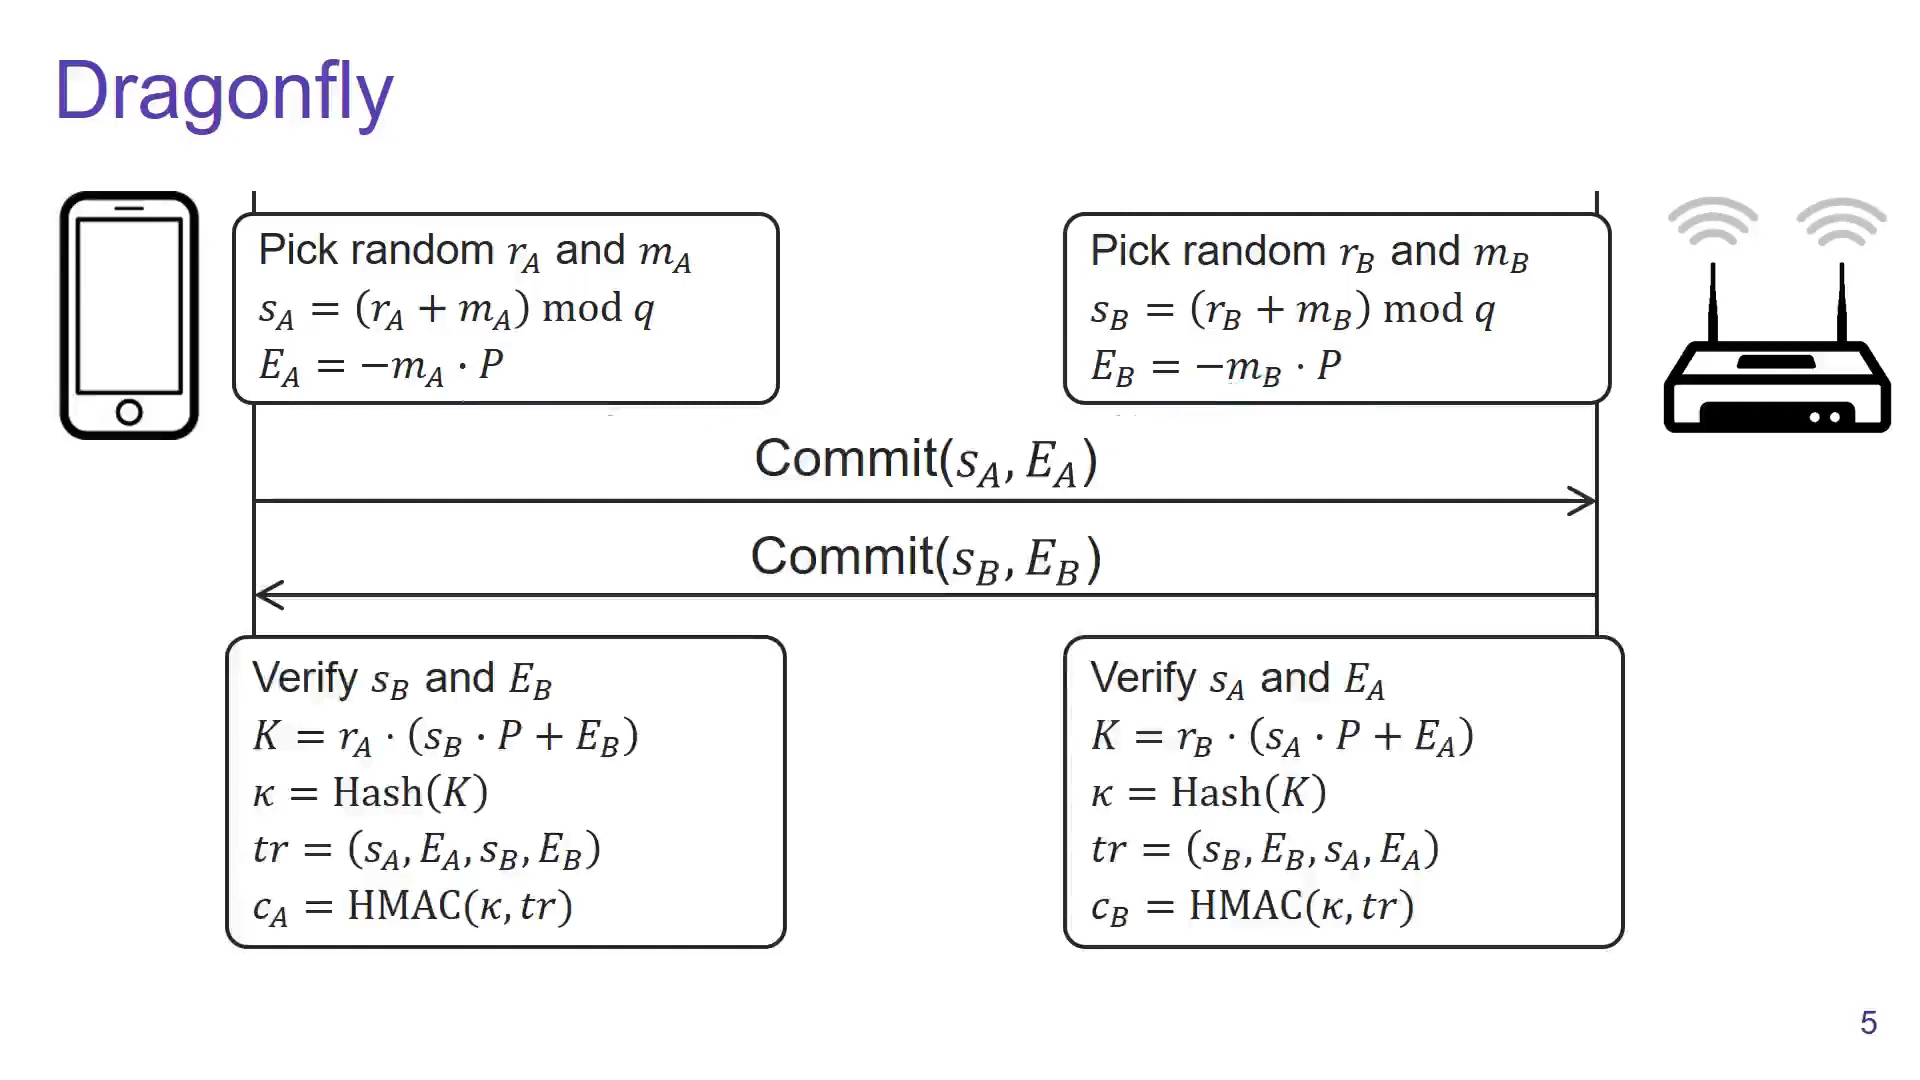 Dragonfly
Pick random r_A and m_A
s_A = (r_A + m_A) mod q
E_A = −m_A · P
Pick random r_B and m_B
s_B = (r_B + m_B) mod q
E_B = −m_B · P
Commit(s_A, E_A)
Commit(s_B, E_B)
Verify s_B and E_B
K = r_A · (s_B · P + E_B)
κ = Hash(K)
tr = (s_A, E_A, s_B, E_B)
c_A = HMAC(κ, tr)
Verify s_A and E_A
K = r_B · (s_A · P + E_A)
κ = Hash(K)
tr = (s_B, E_B, s_A, E_A)
c_B = HMAC(κ, tr)
5